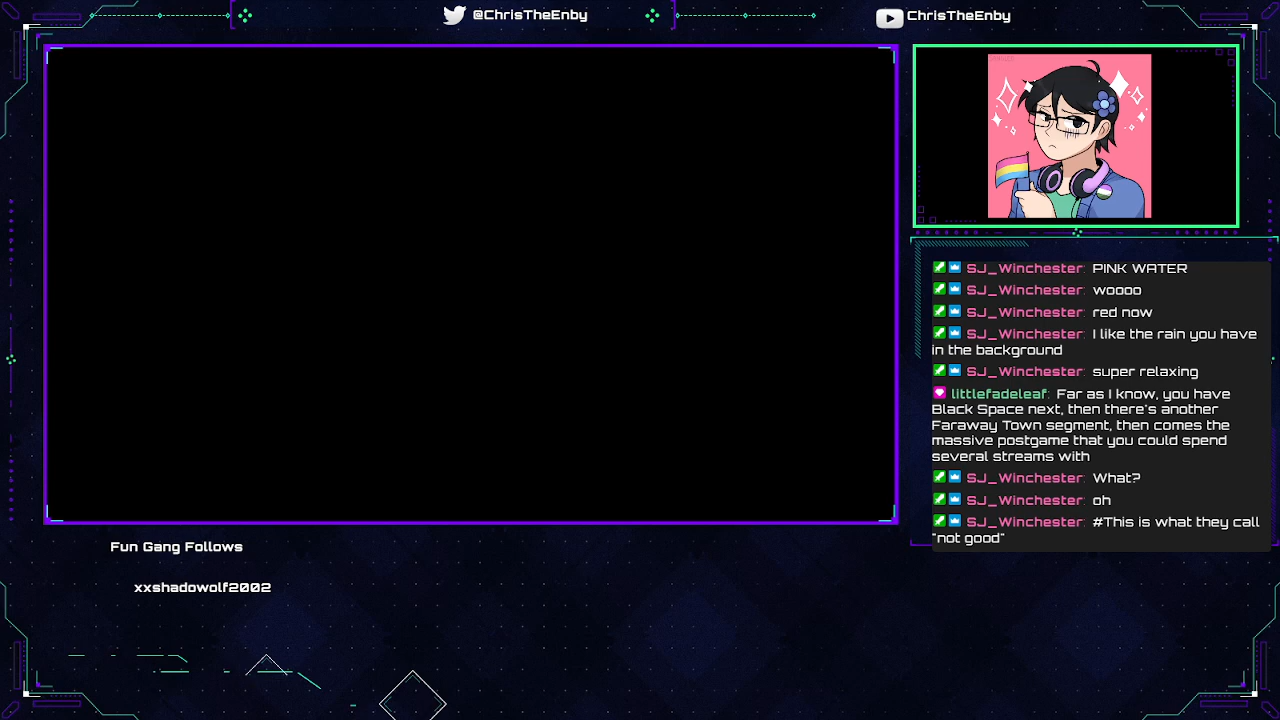 @ChrisTheEnby
ChrisTheEnby
SJ_Winchester: PINK WATER
SJ_Winchester: woooo
SJ_Winchester: red now
SJ_Winchester: I like the rain you have
in the background
SJ_Winchester: super relaxing
littlefadeleaf: Far as I know, you have
Black Space next, then there's another
Faraway Town segment, then comes the
massive postgame that you could spend
several streams with
SJ_Winchester: What?
SJ_Winchester: oh
SJ_Winchester: #This is what they call
"not good"
Fun Gang Follows
xxshadowolf2002